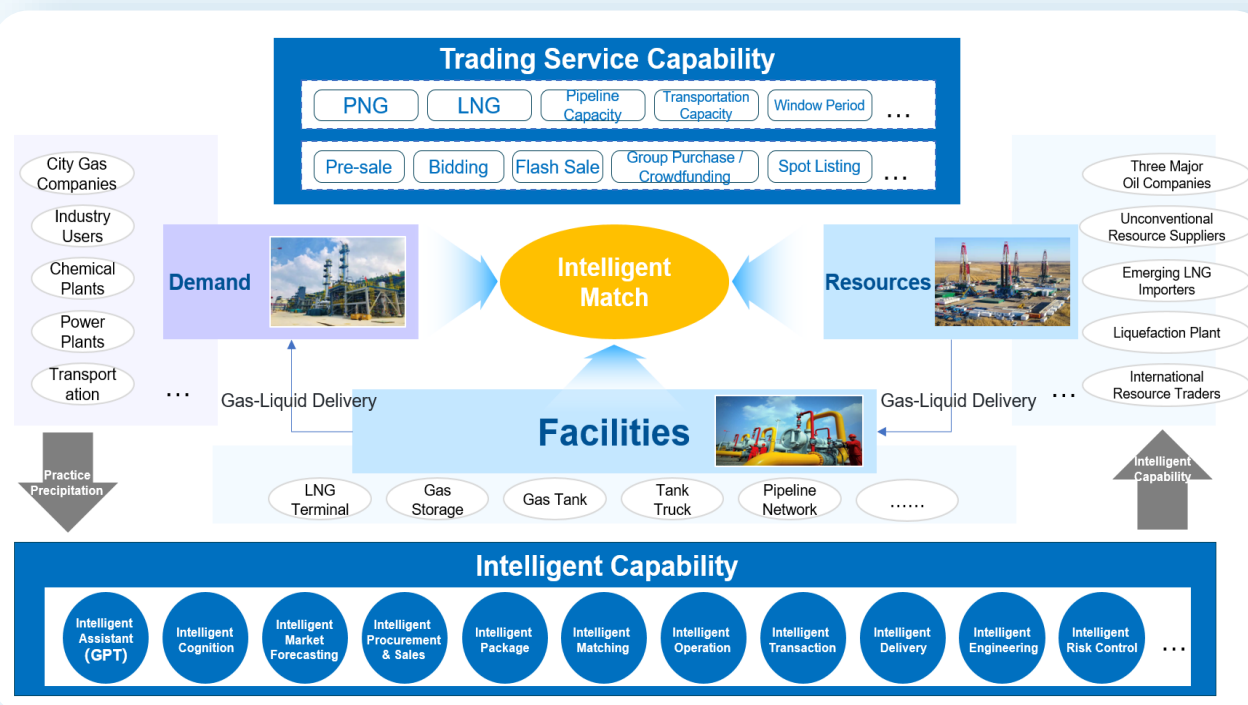 Trading Service Capability
PNG
LNG
Pipeline
Capacity
Transportation
Capacity
Window Period
...
Pre-sale
Bidding
Flash Sale
Group Purchase /
Crowdfunding
Spot Listing
...
City Gas
Companies
Industry
Users
Chemical
Plants
Power
Plants
Transport
ation
...
Demand
Intelligent
Match
Resources
Three Major
Oil Companies
Unconventional
Resource Suppliers
Emerging LNG
Importers
Liquefaction Plant
International
Resource Traders
...
Gas-Liquid Delivery
Gas-Liquid Delivery
Facilities
LNG
Terminal
Gas
Storage
Gas Tank
Tank
Truck
Pipeline
Network
......
Practice
Precipitation
Intelligent
Capability
Intelligent Capability
Intelligent
Assistant
(GPT)
Intelligent
Cognition
Intelligent
Market
Forecasting
Intelligent
Procurement
& Sales
Intelligent
Package
Intelligent
Matching
Intelligent
Operation
Intelligent
Transaction
Intelligent
Delivery
Intelligent
Engineering
Intelligent
Risk Control
...